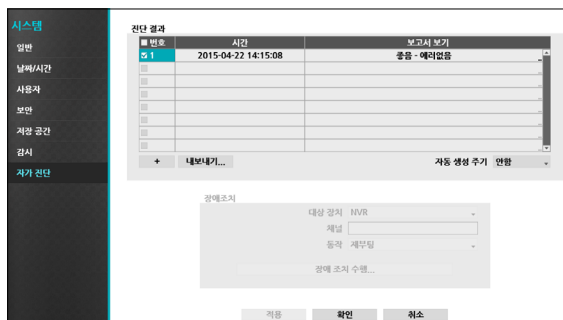 시스템
일반
날짜/시간
사용자
보안
저장 공간
감시
자가 진단
진단 결과
번호 시간 보고서 보기
1 2015-04-22 14:15:08 좋음 - 에러없음
+ 내보내기... 자동 생성 주기 안함
장애조치
대상 장치 NVR
채널
동작 재부팅
장애 조치 수행...
적용 확인 취소